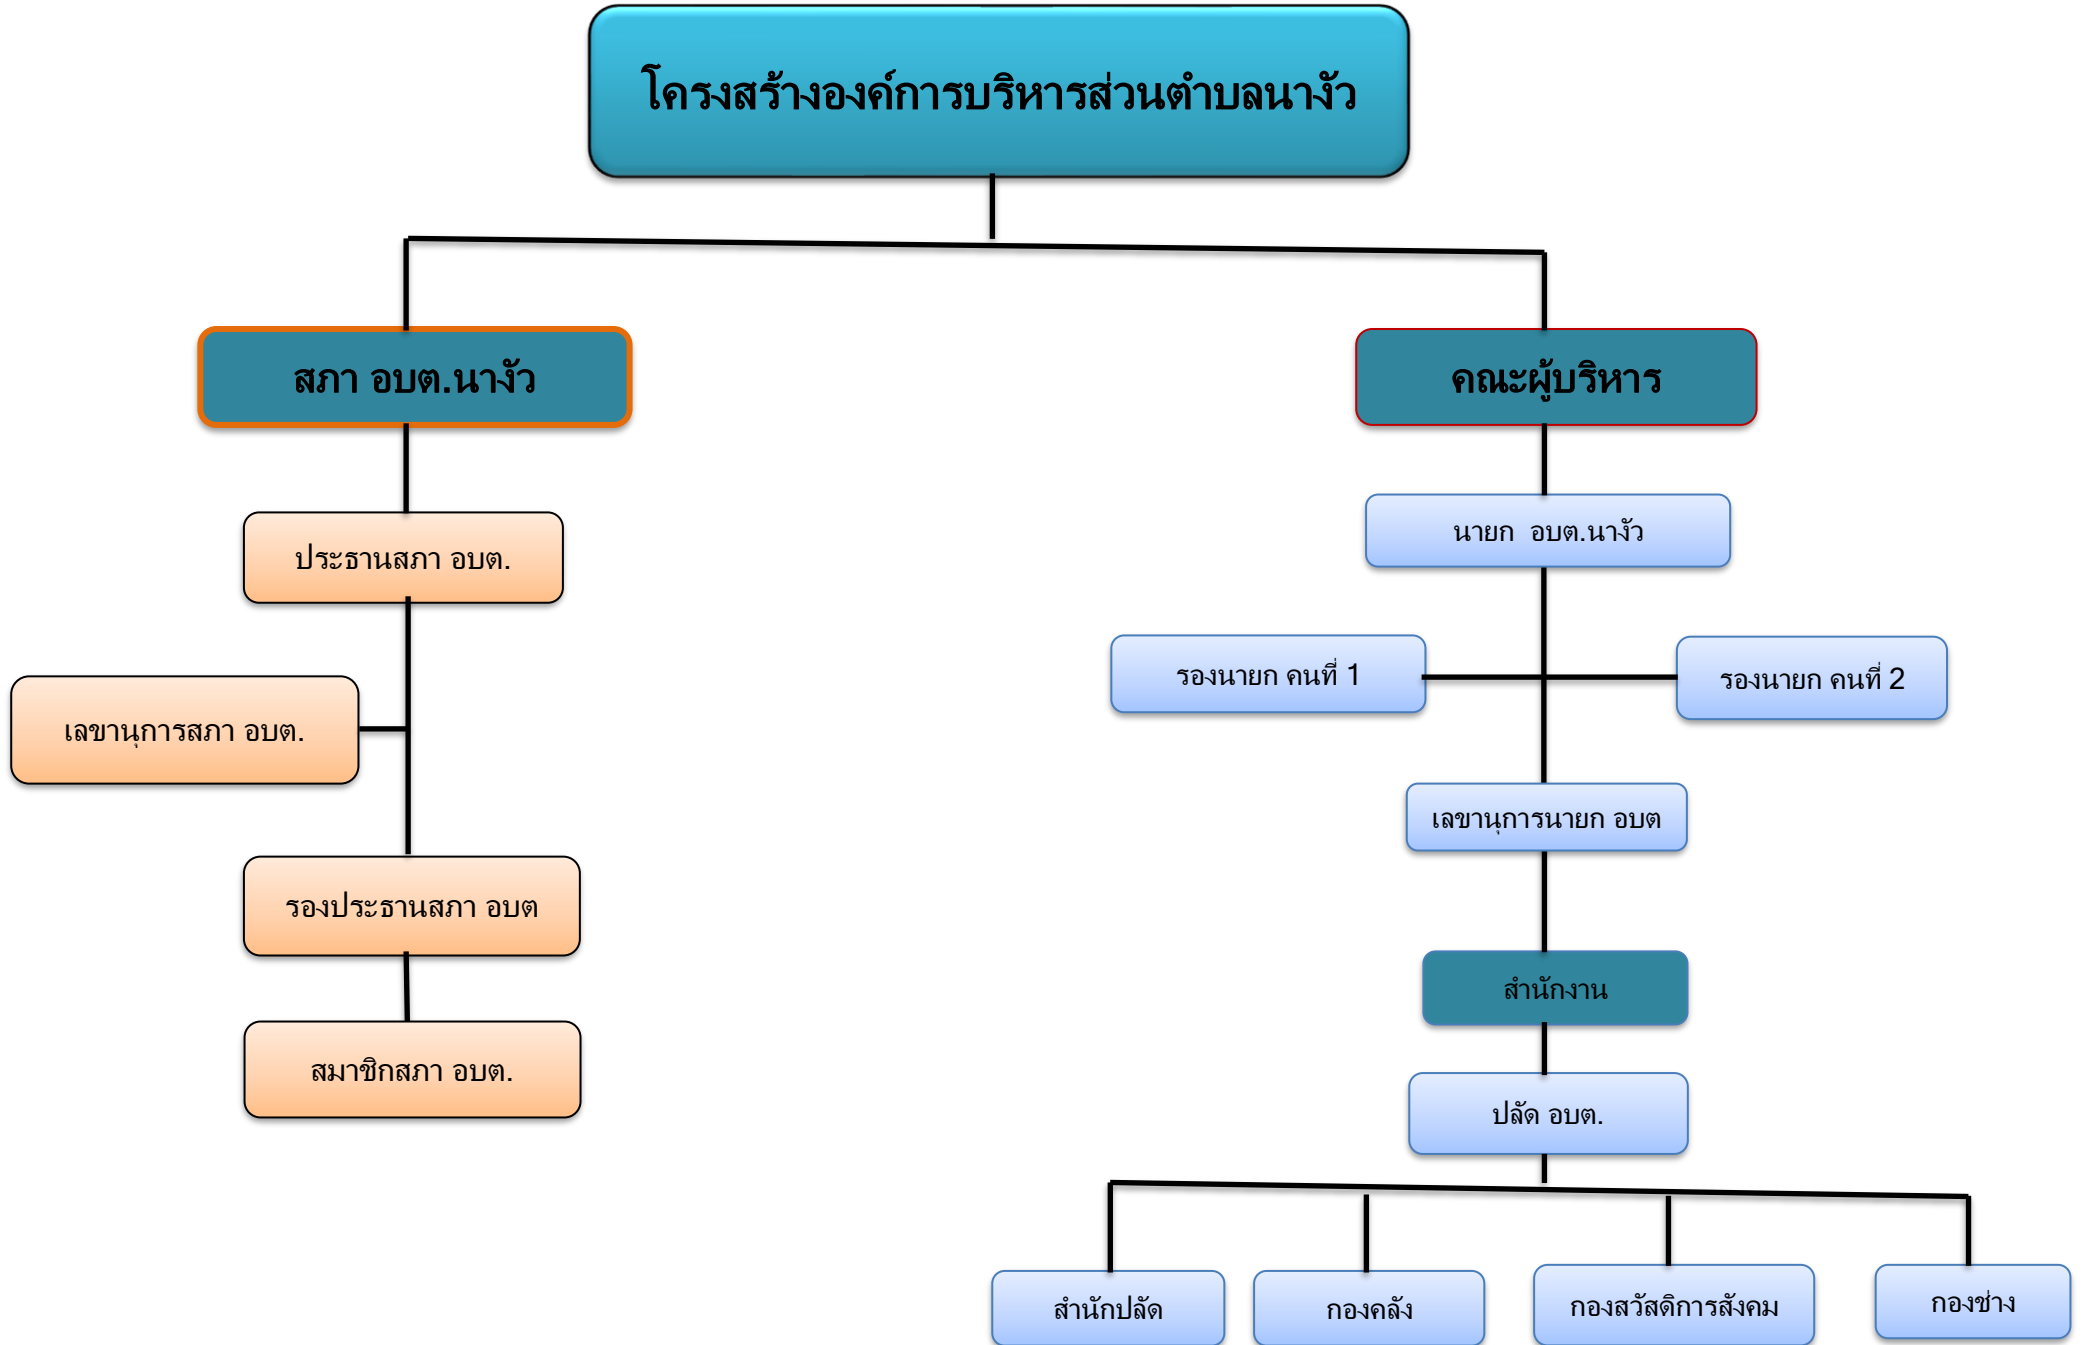 โครงสร้างองค์การบริหารส่วนตำบลนางัว
สภา อบต.นางัว
คณะผู้บริหาร
ประธานสภา อบต.
นายก  อบต.นางัว
เลขานุการสภา อบต.
รองนายก คนที่ 1
รองนายก คนที่ 2
เลขานุการนายก อบต
รองประธานสภา อบต
สำนักงาน
สมาชิกสภา อบต.
ปลัด อบต.
สำนักปลัด
กองคลัง
กองสวัสดิการสังคม
กองช่าง